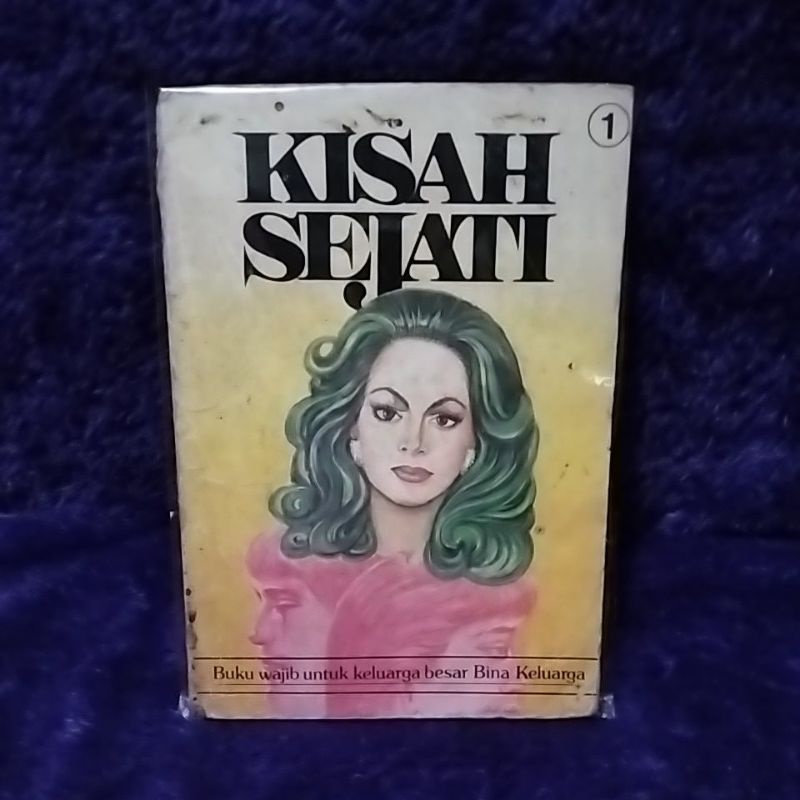 1
KISAH
SEJATI
Buku wajib untuk keluarga besar Bina Keluarga